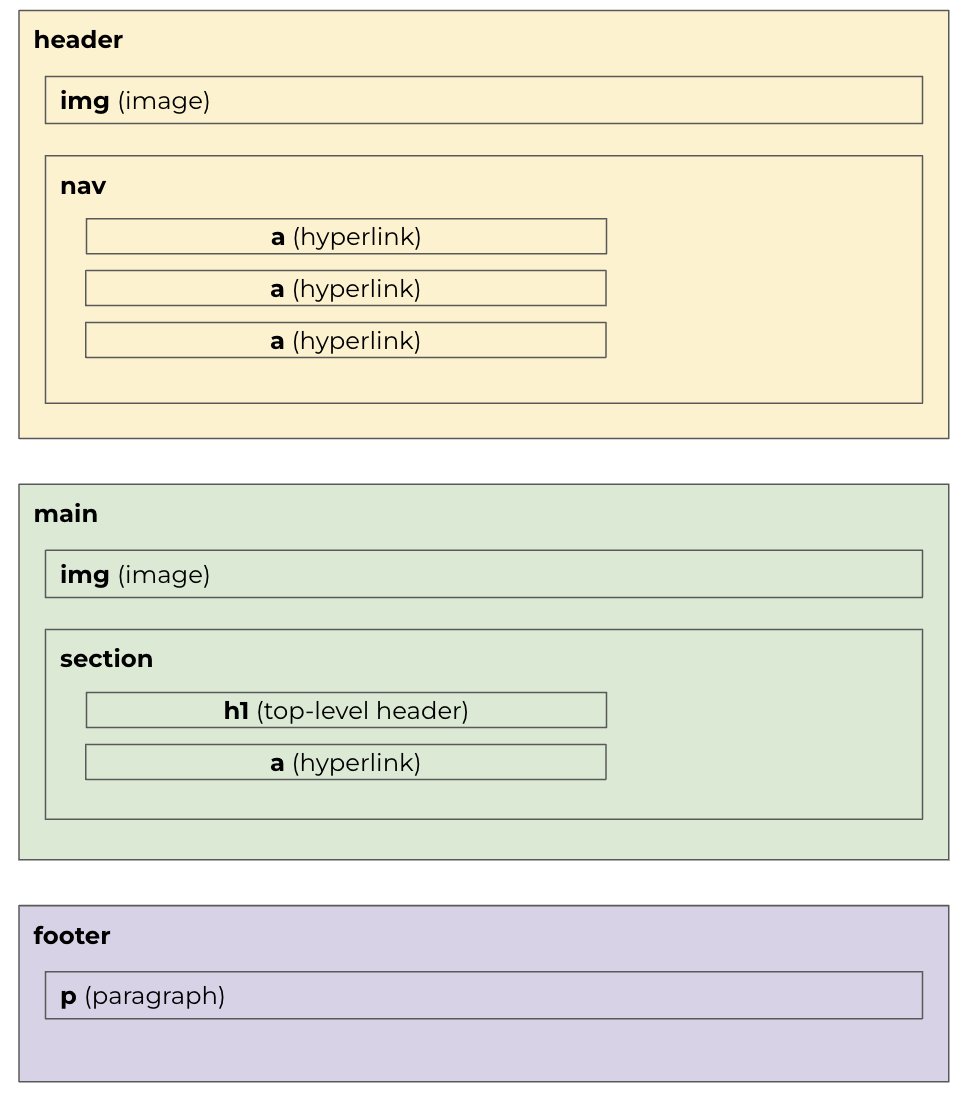 header
img (image)
nav
a (hyperlink)
a (hyperlink)
a (hyperlink)
main
img (image)
section
h1 (top-level header)
a (hyperlink)
footer
p (paragraph)